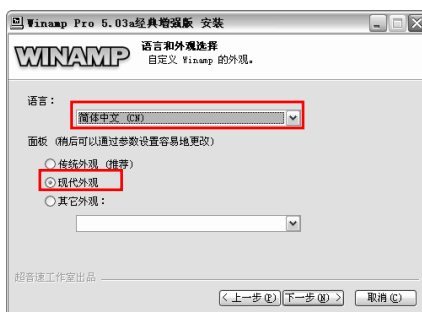 Winamp Pro 5.03a经典增强版 安装
WINAMP
语言和外观选择
自定义 Winamp 的外观。
语言：
简体中文 (CN)
面板 (稍后可以通过参数设置容易地更改)
传统外观 (推荐)
现代外观
其它外观：
超音速工作室出品
< 上一步(P) 下一步(N) > 取消(C)